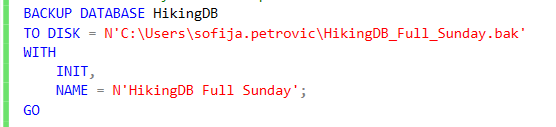 BACKUP DATABASE HikingDB
TO DISK = N'C:\Users\sofija.petrovic\HikingDB_Full_Sunday.bak'
WITH
    INIT,
    NAME = N'HikingDB Full Sunday';
GO